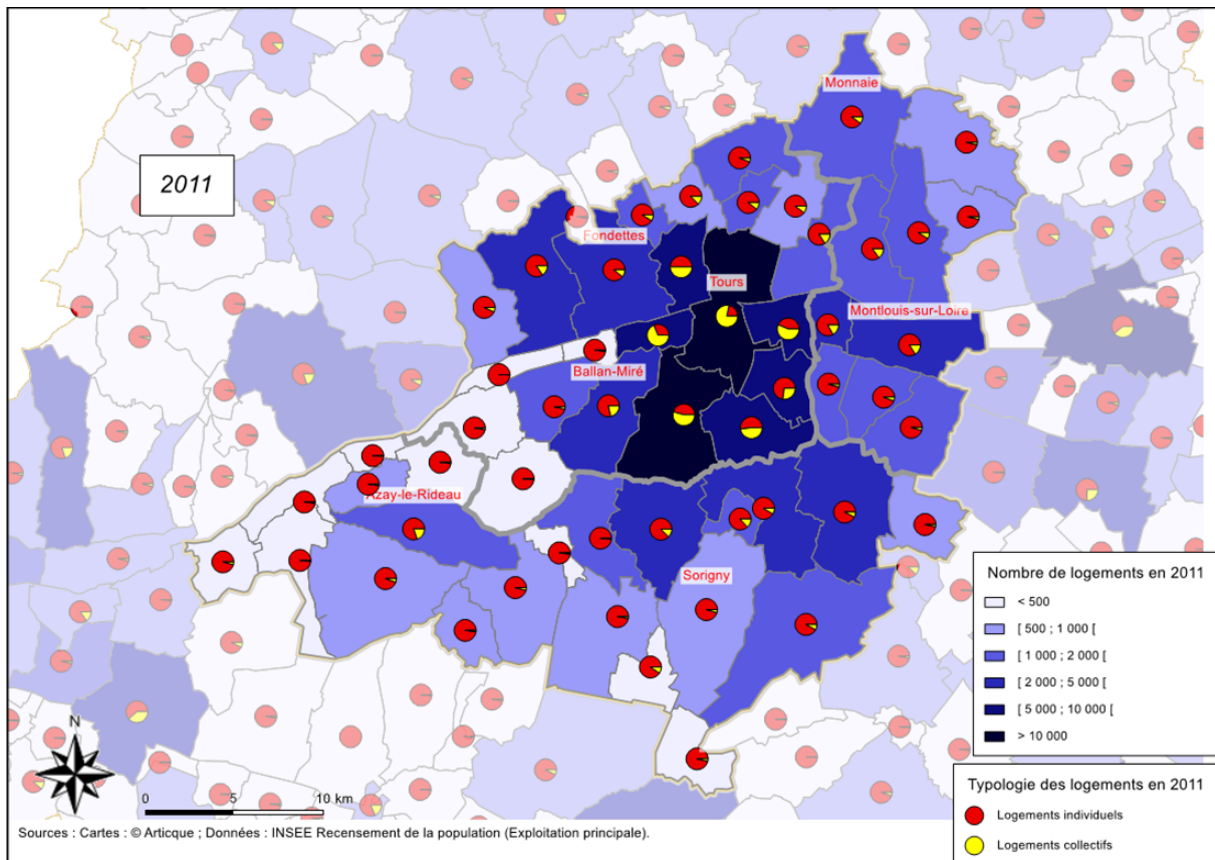 Monnaie
2011
Fondettes
Tours
Montlouis-sur-Loire
Ballan-Miré
Azay-le-Rideau
Sorigny
Nombre de logements en 2011
< 500
[ 500 ; 1 000 [
[ 1 000 ; 2 000 [
[ 2 000 ; 5 000 [
[ 5 000 ; 10 000 [
> 10 000
N
0 5 10 km
Typologie des logements en 2011
Logements individuels
Logements collectifs
Sources : Cartes : © Articque ; Données : INSEE Recensement de la population (Exploitation principale).